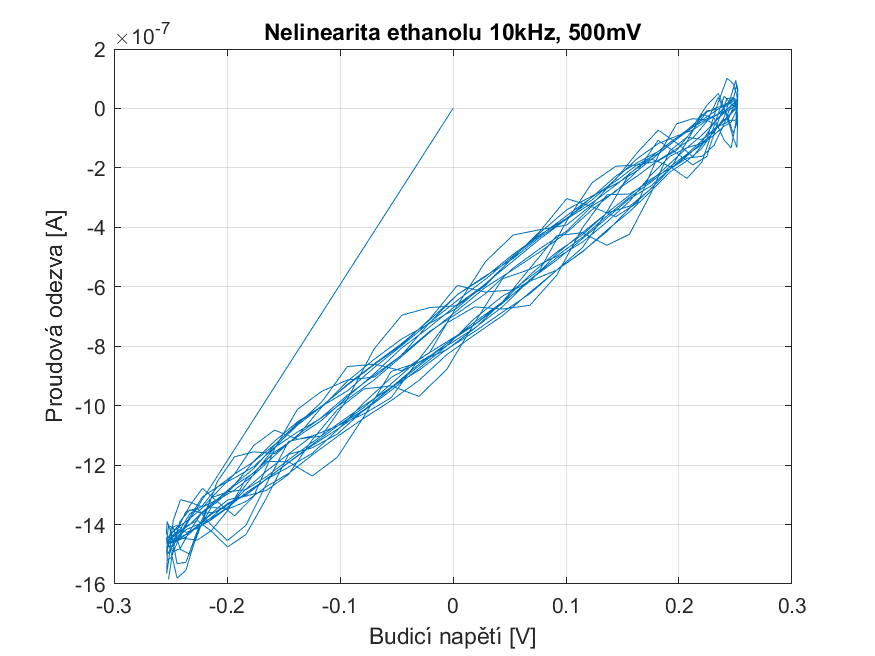 Nelinearita ethanolu 10kHz, 500mV
×10⁻⁷
2
0
-2
-4
-6
-8
-10
-12
-14
-16
-0.3 -0.2 -0.1 0 0.1 0.2 0.3
Proudová odezva [A]
Budicí napětí [V]